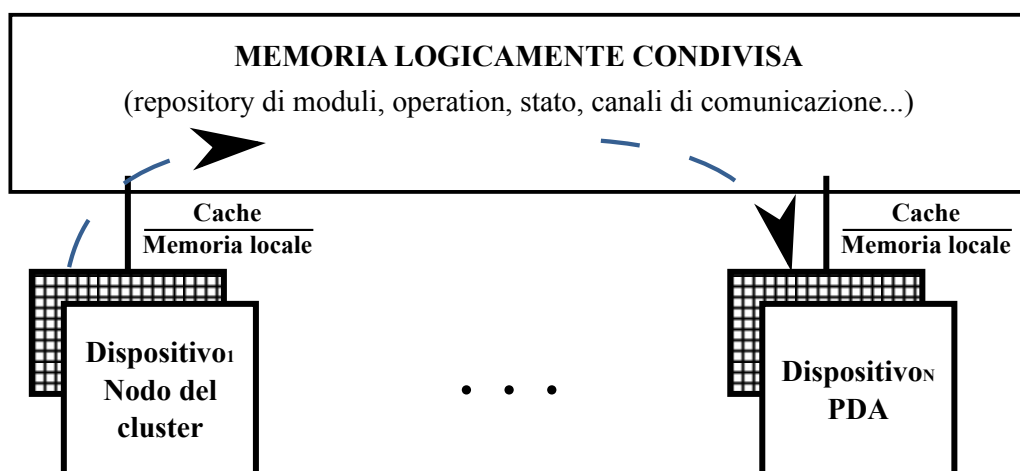 MEMORIA LOGICAMENTE CONDIVISA
(repository di moduli, operation, stato, canali di comunicazione...)
Cache
Memoria locale
Cache
Memoria locale
Dispositivo1
Nodo del
cluster
. . .
DispositivoN
PDA